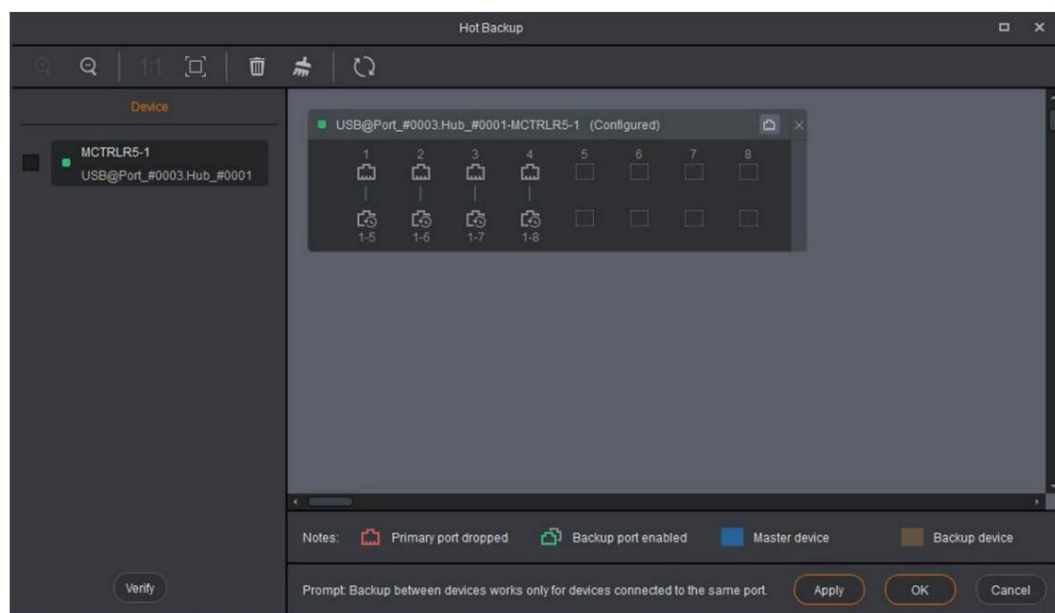 Hot Backup
1:1
Device
MCTRLR5-1
USB@Port_#0003.Hub_#0001
USB@Port_#0003.Hub_#0001-MCTRLR5-1 (Configured)
1 2 3 4 5 6 7 8
1-5 1-6 1-7 1-8
Notes: Primary port dropped Backup port enabled Master device Backup device
Verify
Prompt: Backup between devices works only for devices connected to the same port. Apply OK Cancel